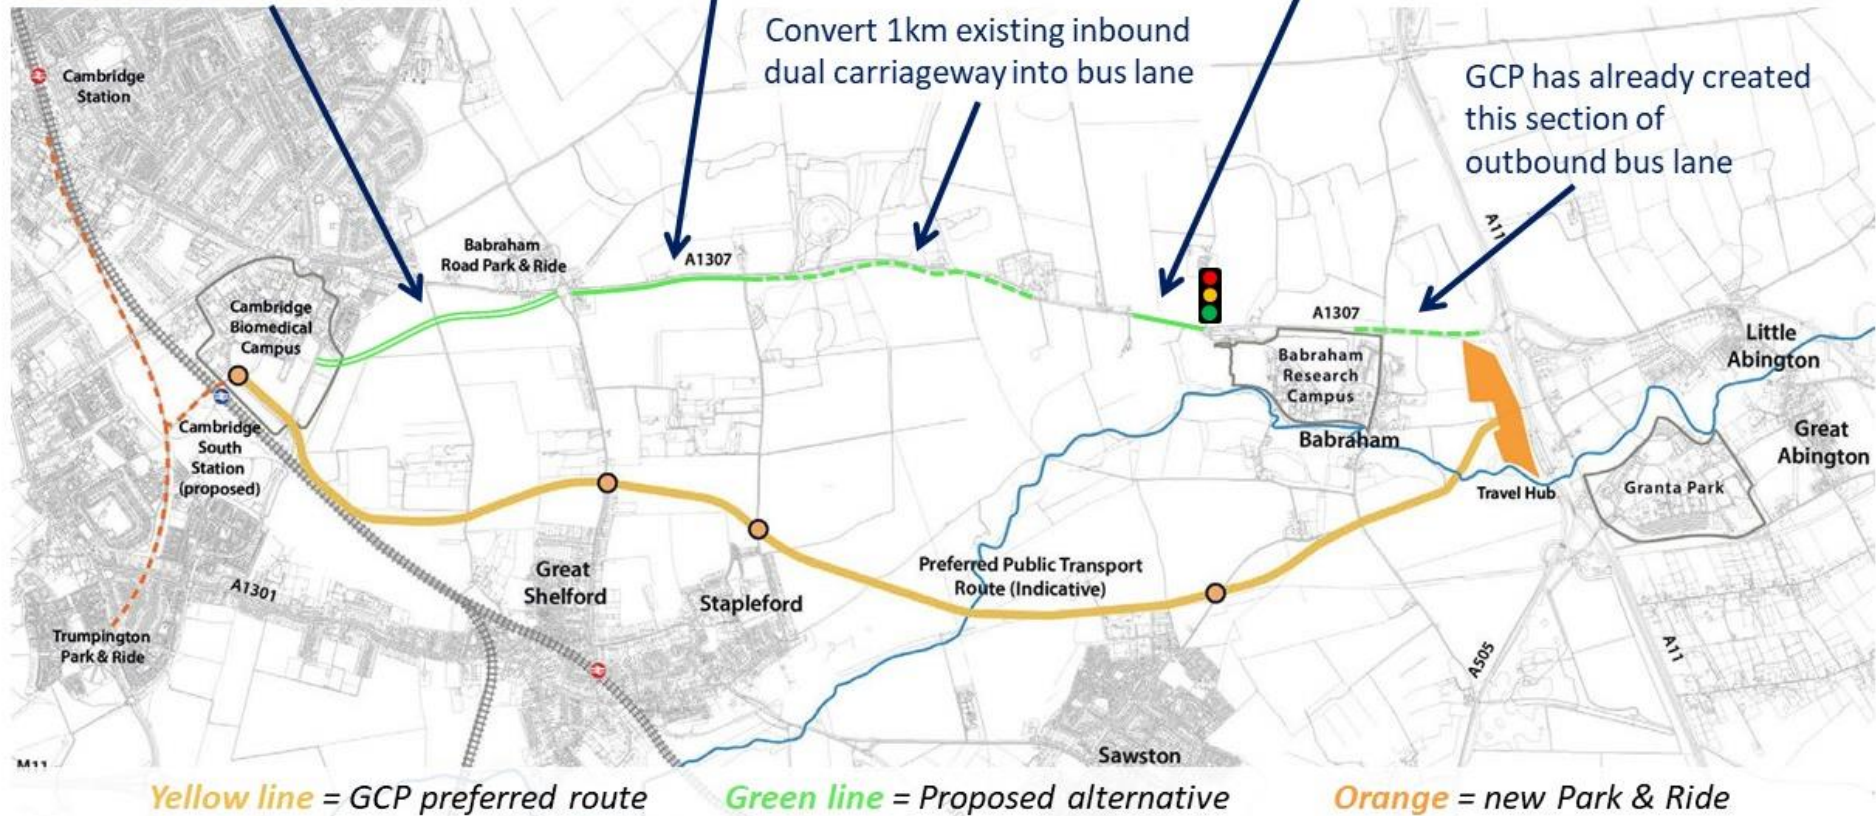 Convert 1km existing inbound
dual carriageway into bus lane
GCP has already created
this section of
outbound bus lane
Cambridge
Station
Babraham
Road Park & Ride
A1307
A11
Cambridge
Biomedical
Campus
A1307
Little
Abington
Babraham
Research
Campus
Cambridge
South
Station
(proposed)
Babraham
Great
Abington
Travel Hub
Granta Park
Great
Shelford
Stapleford
Preferred Public Transport
Route (Indicative)
A1301
Trumpington
Park & Ride
A505
A11
Sawston
M11
Yellow line = GCP preferred route
Green line = Proposed alternative
Orange = new Park & Ride